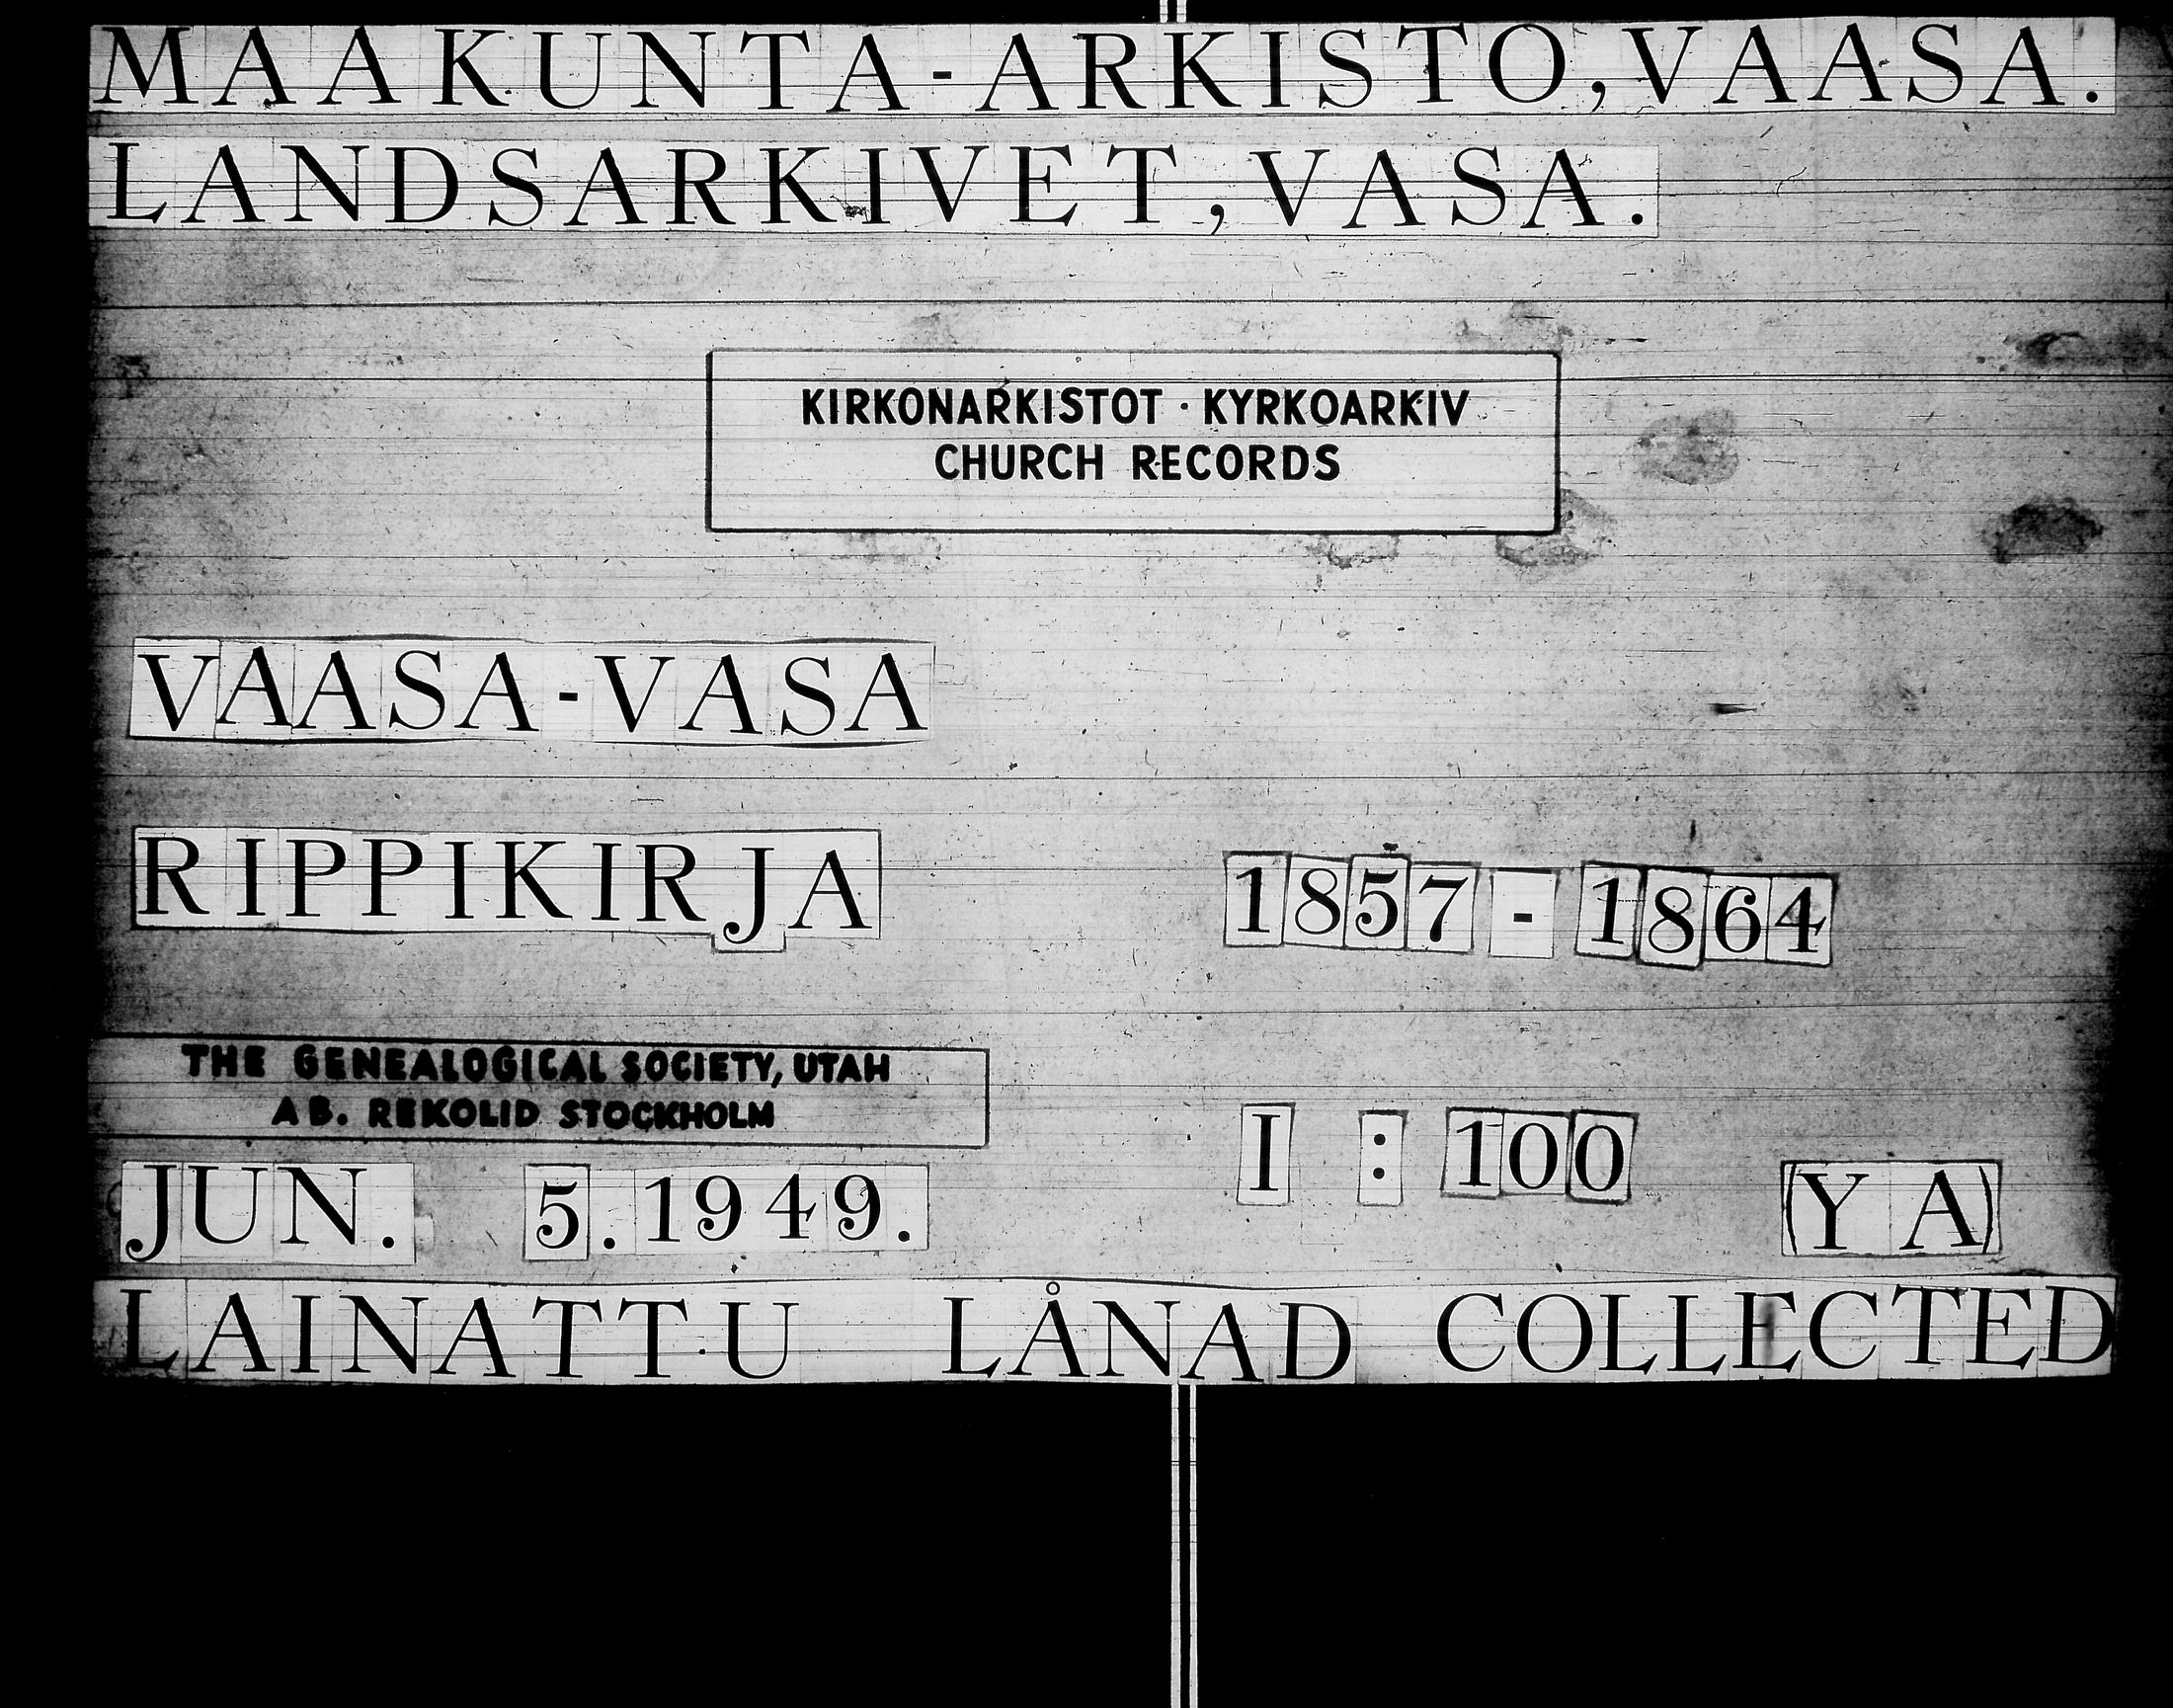 MAAKUNTA-ARKISTO, VAASA.
LANDSARKIVET, VASA.
KIRKONARKISTOT · KYRKOARKIV
CHURCH RECORDS
VAASA-VASA
RIPPIKIRJA 1857-1864
THE GENEALOGICAL SOCIETY, UTAH
AB. REKOLID STOCKHOLM
I : 100 (YA)
JUN. 5. 1949.
LAINATTU LÅNAD COLLECTED